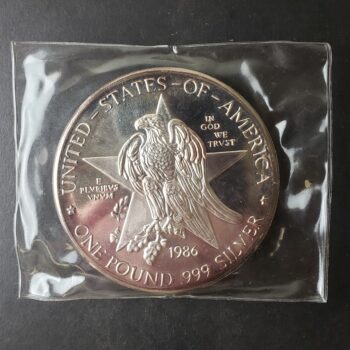 UNITED-STATES-OF-AMERICA
IN
GOD
WE
TRVST
E
PLVRIBVS
VNVM
1986
ONE POUND 999 SILVER